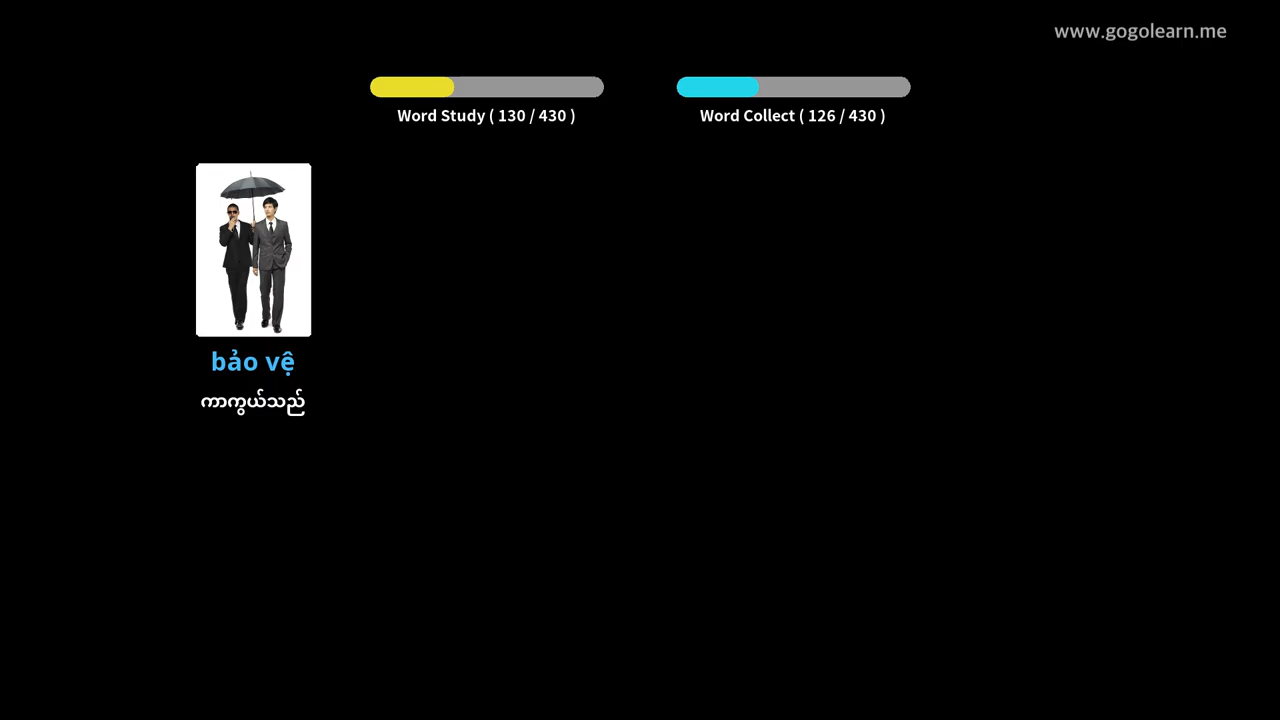 www.gogolearn.me
Word Study ( 130 / 430 )
Word Collect ( 126 / 430 )
bảo vệ
ကာကွယ်သည်